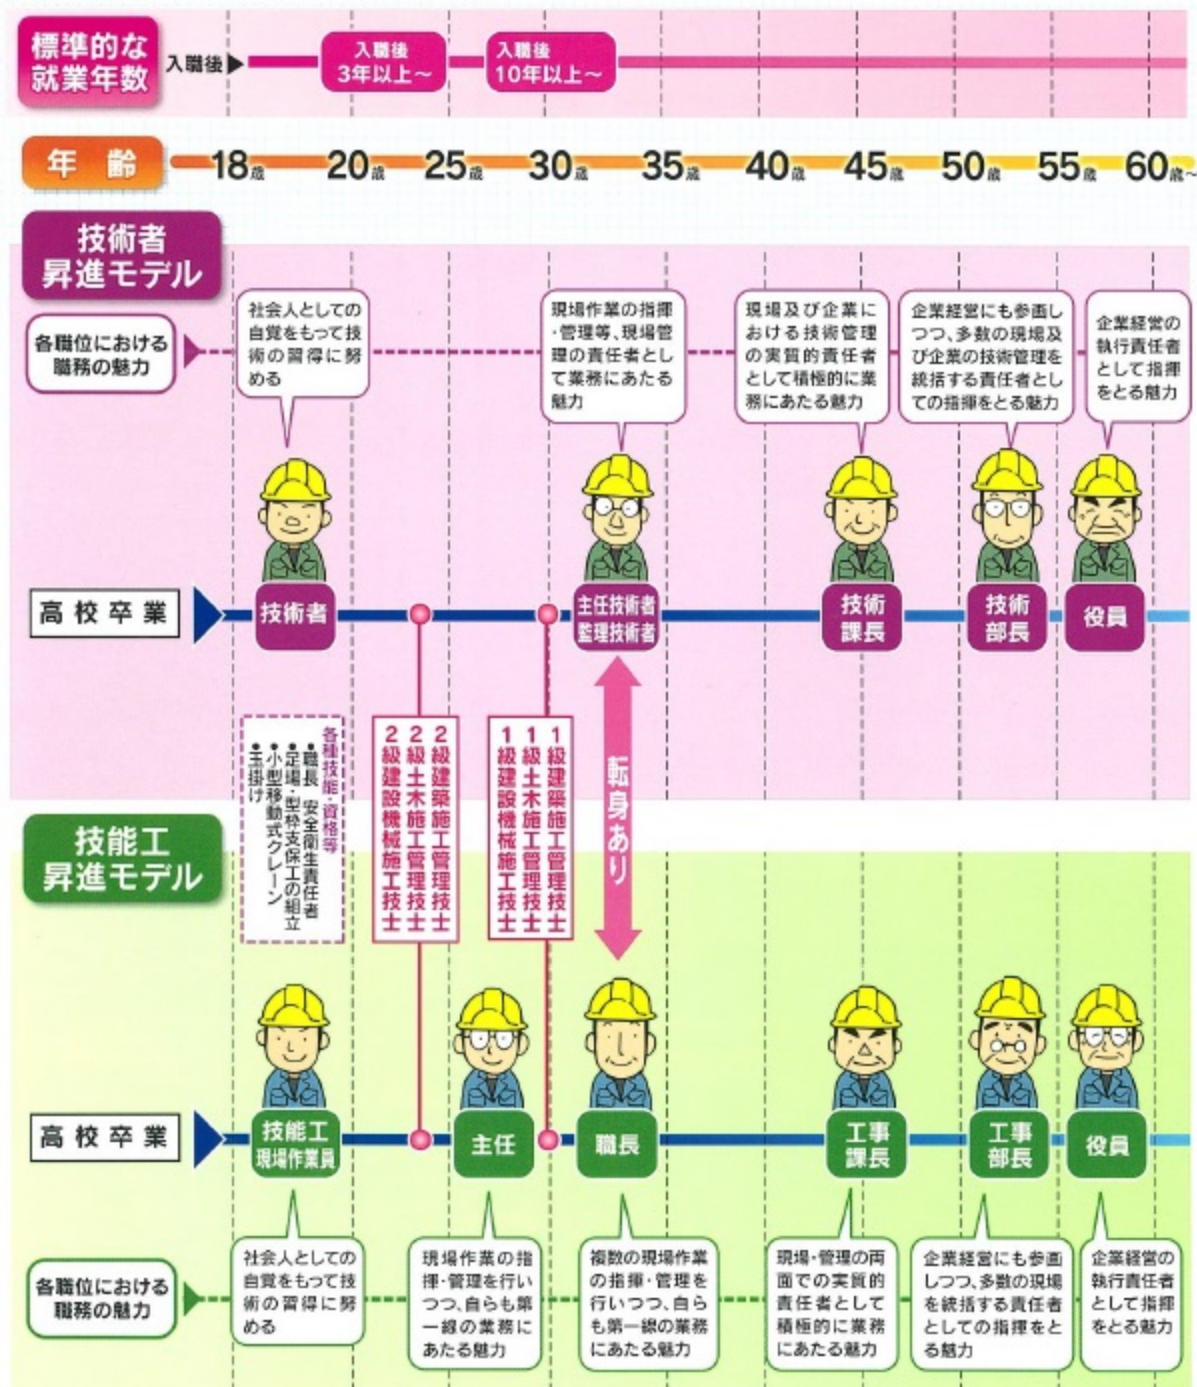 標準的な
就業年数
入職後▶
入職後
3年以上～
入職後
10年以上～
年齢
18歳
20歳
25歳
30歳
35歳
40歳
45歳
50歳
55歳
60歳～
技術者
昇進モデル
各職位における
職務の魅力
社会人としての
自覚をもって技
術の習得に努
める
現場作業の指揮
・管理等、現場管
理の責任者とし
て業務にあたる
魅力
現場及び企業に
おける技術管理
の実質的責任者
として積極的に業
務にあたる魅力
企業経営にも参画し
つつ、多数の現場及
び企業の技術管理を
統括する責任者とし
ての指揮をとる魅力
企業経営の
執行責任者
として指揮
をとる魅力
高校卒業
技術者
主任技術者
監理技術者
技術
課長
技術
部長
役員
各種技能・資格等
●職長 安全衛生責任者
●足場・型枠支保工の組立
●小型移動式クレーン
●玉掛け
2級建築施工管理技士
2級土木施工管理技士
2級建設機械施工技士
1級建築施工管理技士
1級土木施工管理技士
1級建設機械施工技士
転身あり
技能工
昇進モデル
高校卒業
技能工
現場作業員
主任
職長
工事
課長
工事
部長
役員
各職位における
職務の魅力
社会人としての
自覚をもって技
術の習得に努
める
現場作業の指
揮・管理を行い
つつ、自らも第
一線の業務に
あたる魅力
複数の現場作業
の指揮・管理を
行いつつ、自ら
も第一線の業務
にあたる魅力
現場・管理の両
面での実質的
責任者として
積極的に業務
にあたる魅力
企業経営にも参画
しつつ、多数の現場
を統括する責任者
としての指揮をと
る魅力
企業経営の
執行責任者
として指揮
をとる魅力